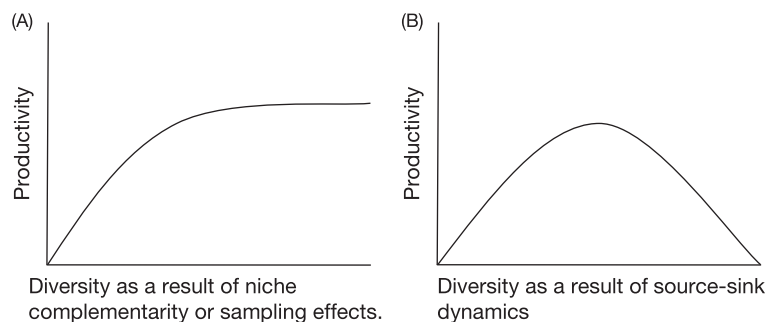 (A)
Productivity
Diversity as a result of niche
complementarity or sampling effects.
(B)
Productivity
Diversity as a result of source-sink
dynamics